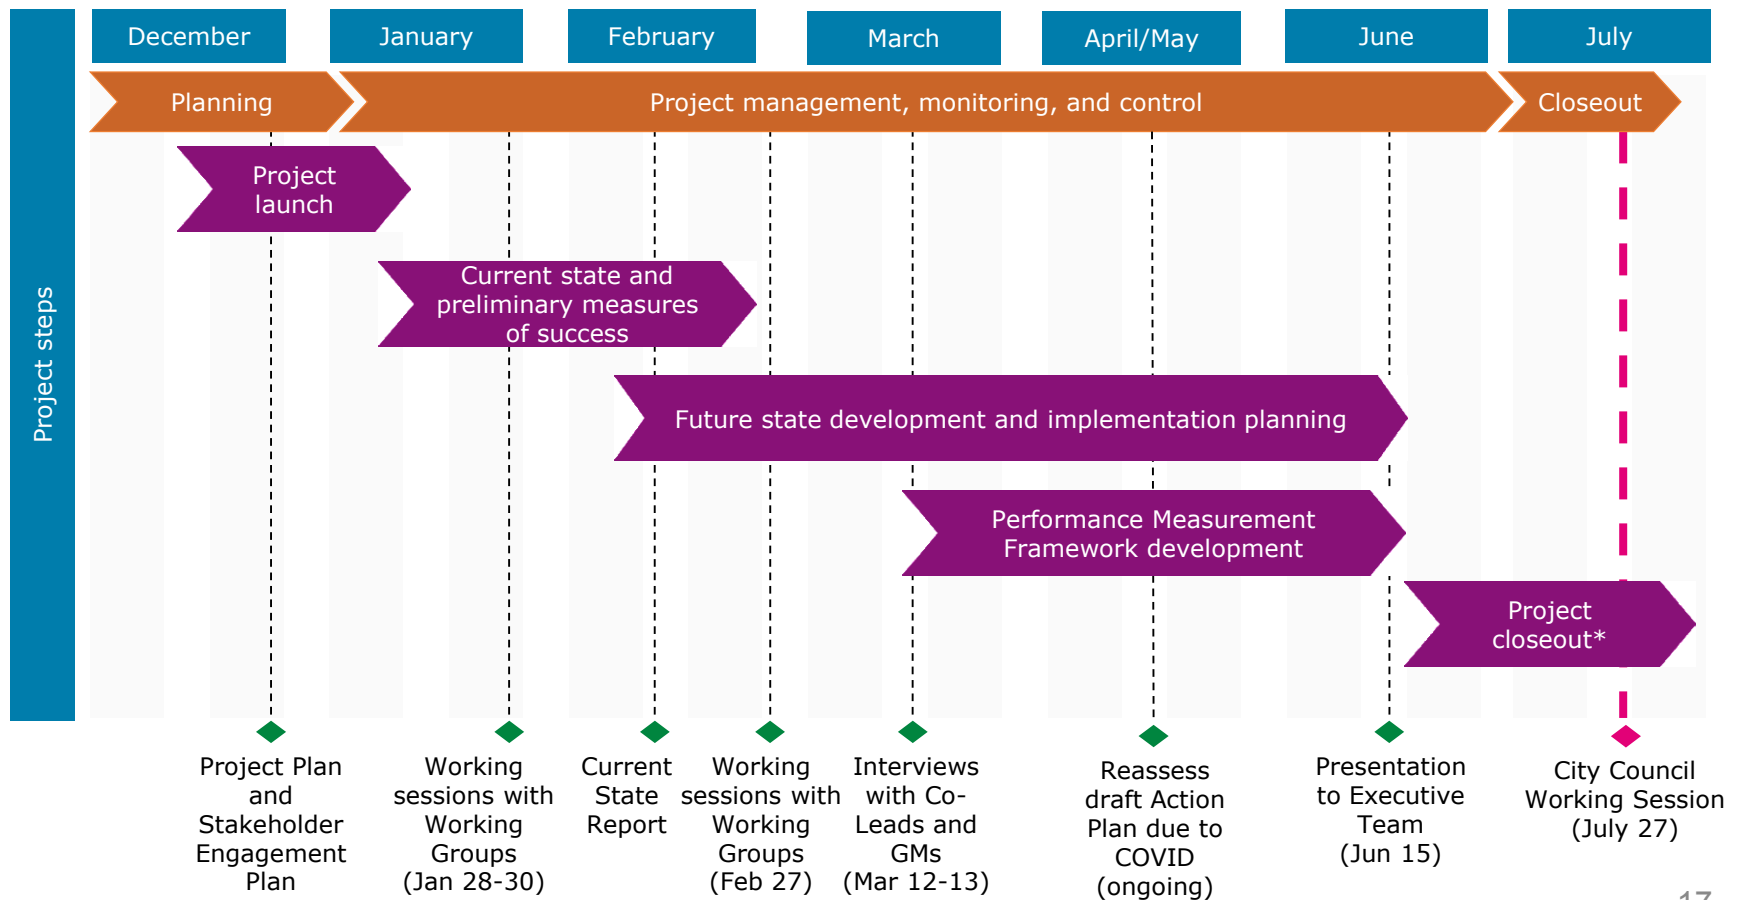 December
January
February
March
April/May
June
July
Planning
Project management, monitoring, and control
Closeout
Project steps
Project
launch
Current state and
preliminary measures
of success
Future state development and implementation planning
Performance Measurement
Framework development
Project
closeout*
Project Plan
and
Stakeholder
Engagement
Plan
Working
sessions with
Working
Groups
(Jan 28-30)
Current
State
Report
Working
sessions with
Working
Groups
(Feb 27)
Interviews
with Co-
Leads and
GMs
(Mar 12-13)
Reassess
draft Action
Plan due to
COVID
(ongoing)
Presentation
to Executive
Team
(Jun 15)
City Council
Working Session
(July 27)
17